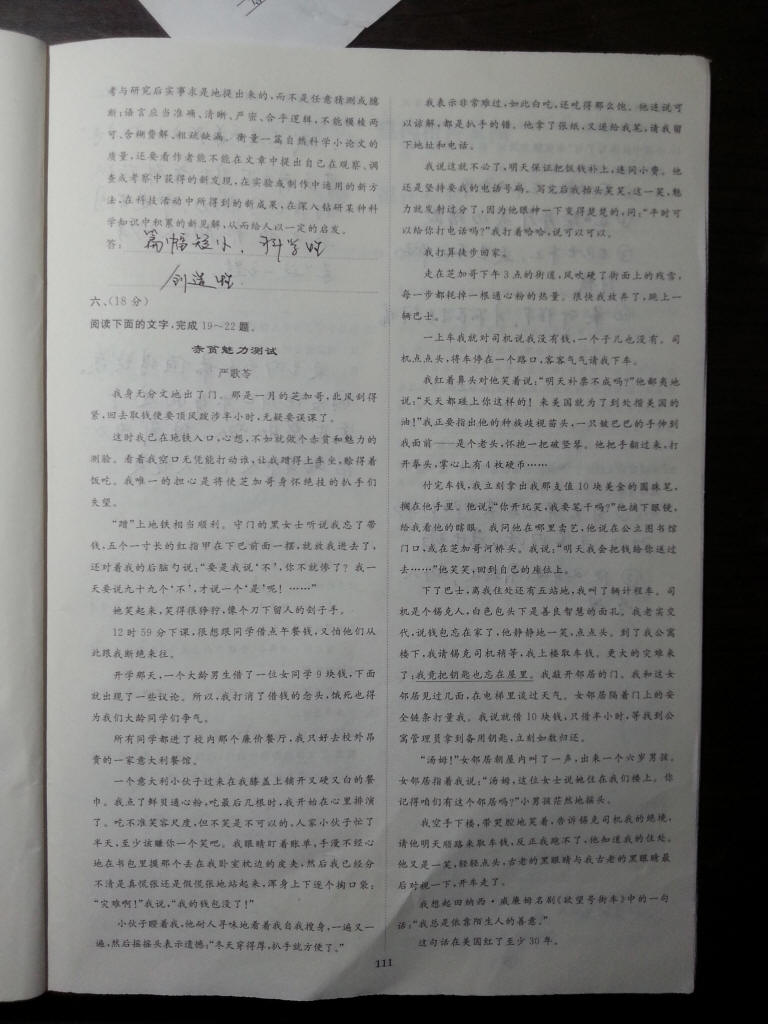 考与研究后实事求是地提出来的,而不是任意猜测或臆
断;语言应当准确、清晰、严密、合乎逻辑,不能模棱两
可、含糊费解、粗疏缺漏。衡量一篇自然科学小论文的
质量,还要看作者能不能在文章中提出自己在观察、调
查或考察中获得的新发现,在实验或制作中运用的新方
法,在科技活动中所得到的新成果,在深入钻研某种科
学知识中积累的新见解,从而给人以一定的启发。
答: 篇幅短小、科学性
创造性
六、(18分)
阅读下面的文字,完成19~22题。
赤贫魅力测试
严歌苓
我身无分文地出了门。那是一月的芝加哥,北风刮得
紧,回去取钱便要顶风跋涉半小时,无疑要误课了。
这时我已在地铁入口,心想,不如就做个赤贫和魅力的
测验。看看我空口无凭能打动谁,让我蹭得上车坐,赊得着
饭吃。我唯一的担心是将使芝加哥身怀绝技的扒手们
失望。
“蹭”上地铁相当顺利。守门的黑女士听说我忘了带
钱,五个一寸长的红指甲在下巴前面一摆,就放我进去了,
还对着我的后脑勺说:“要是我说‘不’,你不就惨了?我一
天要说九十九个‘不’,才说一个‘是’呢!……”
她笑起来,笑得很狰狞,像个刀下留人的刽子手。
12时59分下课,很想跟同学借点午餐钱,又怕他们从
此跟我断绝来往。
开学那天,一个大龄男生借了一位女同学9块钱,下面
就出现了一些议论。所以,我打消了借钱的念头,饿死也得
为我们大龄同学们争气。
所有同学都进了校内那个廉价餐厅,我只好去校外昂
贵的一家意大利餐馆。
一个意大利小伙子过来在我膝盖上铺开又硬又白的餐
巾。我点了鲜贝通心粉,吃最后几根时,我开始在心里排演
了。吃不准笑容尺度,但不笑是不可以的,人家小伙子忙了
半天,至少该赚你一个笑吧。我眼睛盯着账单,手漫不经心
地在书包里摸那个丢在我卧室枕边的皮夹,然后我已经分
不清是真慌张还是假慌张地站起来,浑身上下逐个掏口袋:
“灾难啊!”我说,“我的钱包没了!”
小伙子瞪着我,他耐人寻味地看着我自我搜身,一遍又一
遍,然后摇摇头表示遗憾:“冬天穿得厚,扒手就方便了。”
我表示非常难过,如此白吃,还吃得那么饱。他连说可
以谅解,都是扒手的错。他拿了张纸,又递给我笔,请我留
下地址和电话。
我说这就不必了,明天保证把饭钱补上,连同小费。他
还是坚持要我的电话号码。写完后我抬头笑笑,这一笑,魅
力就发射过分了,因为他眼神一下变得楚楚的,问:“平时可
以给你打电话吗?”我打着哈哈,说可以可以。
我打算徒步回家。
走在芝加哥下午3点的街道,风吹硬了街面上的残雪,
每一步都耗掉一根通心粉的热量。很快我放弃了,跳上一
辆巴士。
一上车我就对司机说我没有钱,一个子儿也没有。司
机点点头,将车停在一个路口,客客气气请我下车。
我红着鼻头对他笑着说:“明天补票不成吗?”他鄙夷地
说:“天天都碰上你这样的!来美国就为了到处揩美国的
油!”我正要指出他的种族歧视苗头,一只皱巴巴的手伸到
我面前——是个老头,怀抱一把破竖琴。他把手翻过来,打
开拳头,掌心上有4枚硬币……
付完车钱,我立刻拿出我那支值10块美金的圆珠笔,
搁在他手里。他说:“你开玩笑,我要笔干吗?”他摘下眼镜,
给我看他的瞎眼。我问他在哪里卖艺,他说在公立图书馆
门口,或在芝加哥河桥头。我说:“明天我会把钱给你送过
去……”他笑笑,回到自己的座位上。
下了巴士,离我住处还有五站地,我叫了辆计程车。司
机是个锡克人,白色包头下是善良智慧的面孔。我老实交
代,说钱包忘在家了,他静静地一笑,点点头。到了我公寓
楼下,我请锡克司机稍等,我上楼取车钱。更大的灾难来
了:我竟把钥匙也忘在屋里。我敲开邻居的门。我和这女
邻居见过几面,在电梯里谈过天气。女邻居隔着门上的安
全链条打量我。我说就借10块钱,只借半小时,等找到公
寓管理员拿到备用钥匙,立刻如数归还。
“汤姆!”女邻居朝屋内叫了一声,出来一个六岁男孩。
女邻居指着我说:“汤姆,这位女士说她住在我们楼上。你
记得咱们有这个邻居吗?”小男孩茫然地摇头。
我空手下楼,带哭腔地笑着,告诉锡克司机我的绝境,
请他明天顺路来取车钱,反正我跑不了,他知道我的住处。
他又是一笑,轻轻点头,古老的黑眼睛与我古老的黑眼睛最
后对视一下,开车走了。
我想起田纳西·威廉姆名剧《欲望号街车》中的一句
话:“我总是依靠陌生人的善意。”
这句话在美国红了至少30年。
111